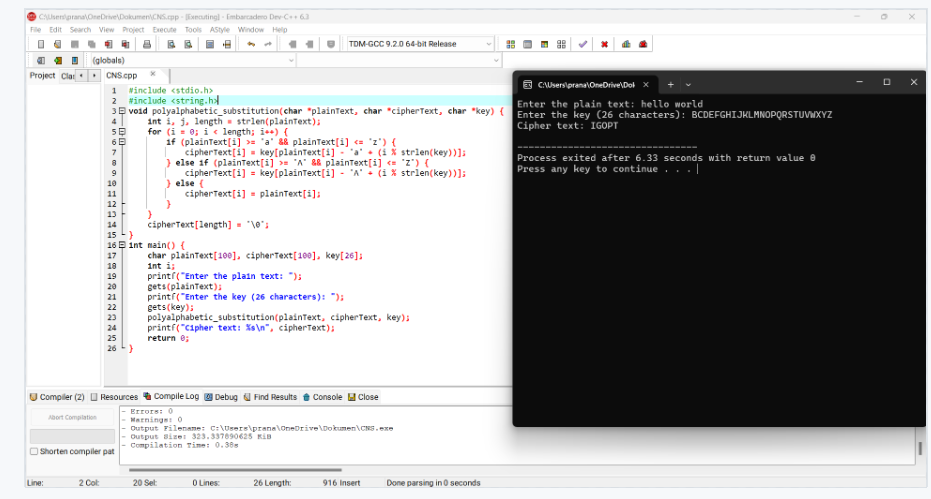 C:\Users\prana\OneDrive\Dokumen\CNS.cpp - [Executing] - Embarcadero Dev-C++ 6.3
File Edit Search View Project Execute Tools AStyle Window Help
TDM-GCC 9.2.0 64-bit Release
(globals)
Project Cla CNS.cpp
1 #include <stdio.h>
2 #include <string.h>
3 void polyalphabetic_substitution(char *plainText, char *cipherText, char *key) {
4 int i, j, length = strlen(plainText);
5 for (i = 0; i < length; i++) {
6 if (plainText[i] >= 'a' && plainText[i] <= 'z') {
7 cipherText[i] = key[plainText[i] - 'a' + (i % strlen(key))];
8 } else if (plainText[i] >= 'A' && plainText[i] <= 'Z') {
9 cipherText[i] = key[plainText[i] - 'A' + (i % strlen(key))];
10 } else {
11 cipherText[i] = plainText[i];
12 }
13 }
14 cipherText[length] = '\0';
15 }
16 int main() {
17 char plainText[100], cipherText[100], key[26];
18 int i;
19 printf("Enter the plain text: ");
20 gets(plainText);
21 printf("Enter the key (26 characters): ");
22 gets(key);
23 polyalphabetic_substitution(plainText, cipherText, key);
24 printf("Cipher text: %s\n", cipherText);
25 return 0;
26 }
C:\Users\prana\OneDrive\Dol
Enter the plain text: hello world
Enter the key (26 characters): BCDEFGHIJKLMNOPQRSTUVWXYZ
Cipher text: IGOPT
--------------------------------
Process exited after 6.33 seconds with return value 0
Press any key to continue . . .
Compiler (2) Resources Compile Log Debug Find Results Console Close
Abort Compilation
Shorten compiler pat
- Errors: 0
- Warnings: 0
- Output Filename: C:\Users\prana\OneDrive\Dokumen\CNS.exe
- Output Size: 323.337890625 KiB
- Compilation Time: 0.38s
Line: 2 Col: 20 Sel: 0 Lines: 26 Length: 916 Insert Done parsing in 0 seconds